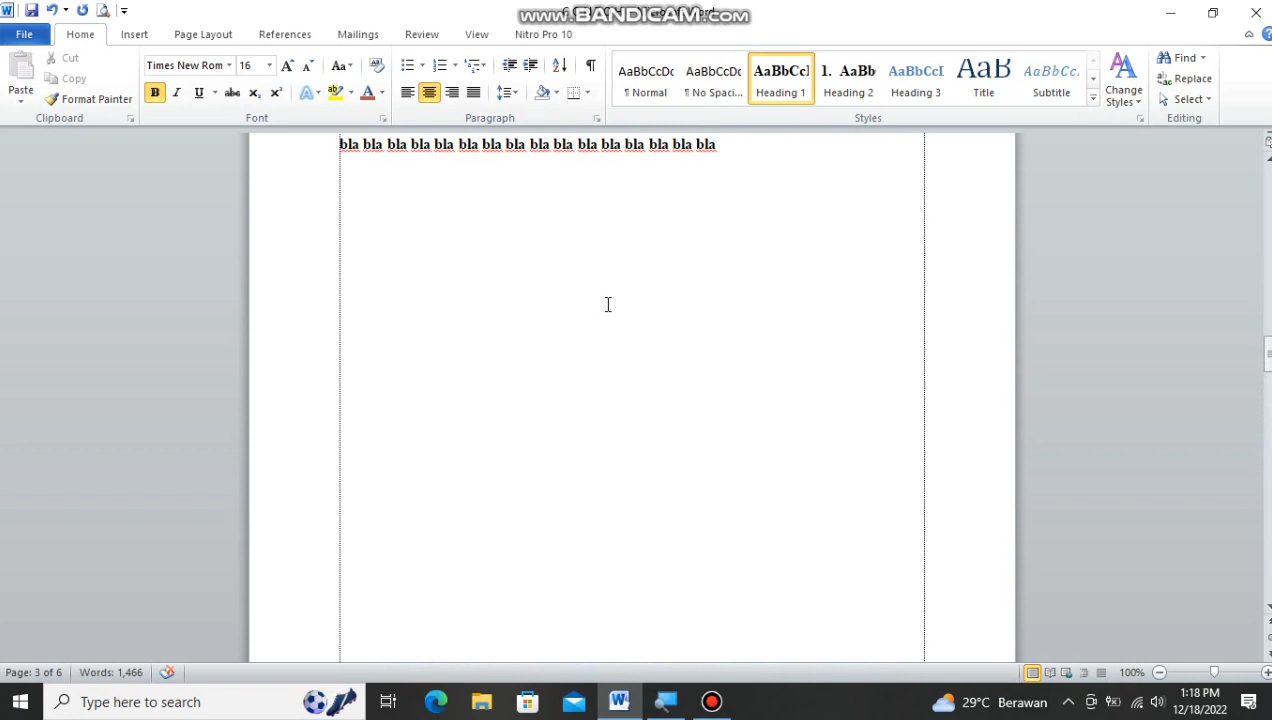 www.BANDICAM.com
File Home Insert Page Layout References Mailings Review View Nitro Pro 10
Paste Cut Copy Format Painter
Clipboard
Times New Rom 16
Font
Paragraph
AaBbCcDc AaBbCcDc AaBbCcI 1. AaBb AaBbCcI AaB AaBbCc.
¶ Normal ¶ No Spaci... Heading 1 Heading 2 Heading 3 Title Subtitle
Change Styles
Styles
Find Replace Select
Editing
bla bla bla bla bla bla bla bla bla bla bla bla bla bla bla bla
Page: 3 of 6 Words: 1,466 100%
Type here to search 29°C Berawan 1:18 PM
12/18/2022